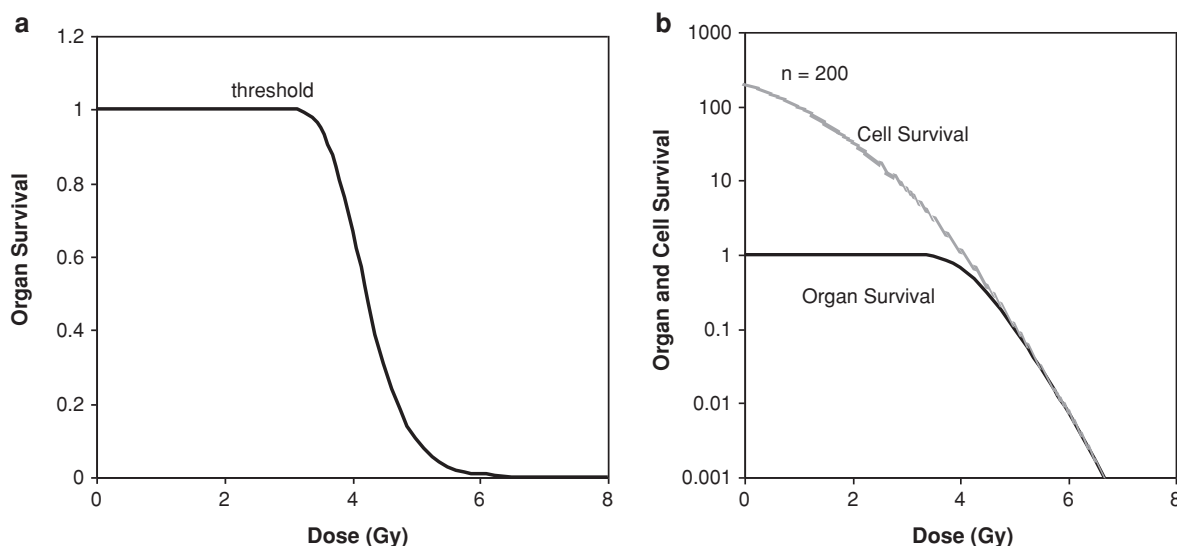 a
Organ Survival
1.2
1
0.8
0.6
0.4
0.2
0
threshold
0 2 4 6 8
Dose (Gy)
b
Organ and Cell Survival
1000
100
10
1
0.1
0.01
0.001
n = 200
Cell Survival
Organ Survival
0 2 4 6 8
Dose (Gy)